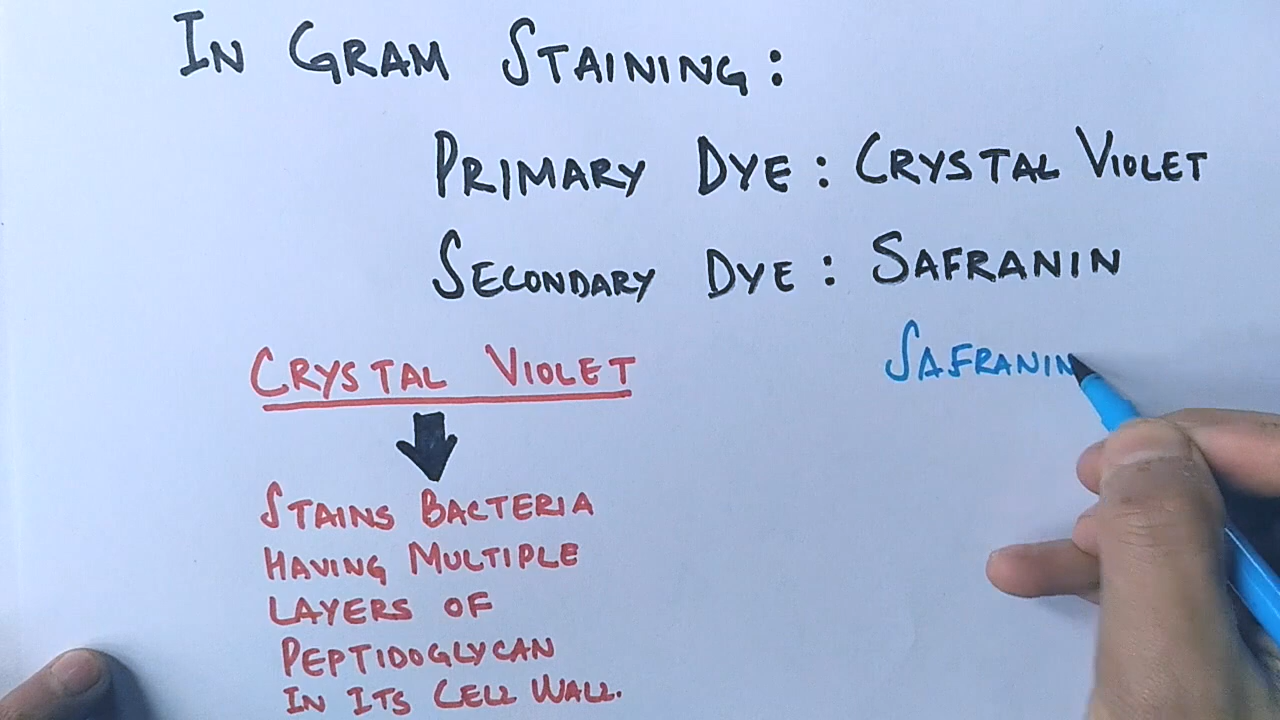 IN GRAM STAINING:
PRIMARY DYE: CRYSTAL VIOLET
SECONDARY DYE: SAFRANIN
CRYSTAL VIOLET
SAFRANIN
STAINS BACTERIA
HAVING MULTIPLE
LAYERS OF
PEPTIDOGLYCAN
IN ITS CELL WALL.